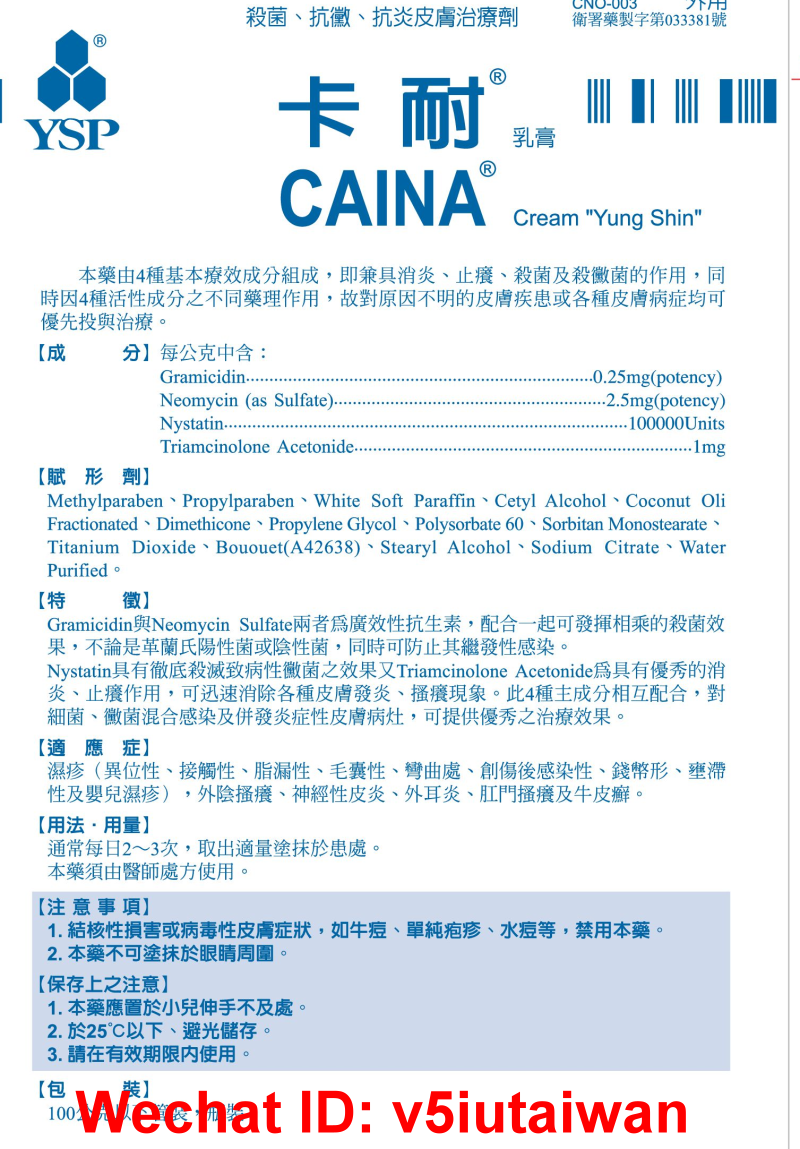 殺菌、抗黴、抗炎皮膚治療劑
CNO-003 外用
衛署藥製字第033381號
YSP®
卡耐® 乳膏
CAINA® Cream "Yung Shin"
本藥由4種基本療效成分組成，即兼具消炎、止癢、殺菌及殺黴菌的作用，同
時因4種活性成分之不同藥理作用，故對原因不明的皮膚疾患或各種皮膚病症均可
優先投與治療。
【成 分】每公克中含：
Gramicidin……0.25mg(potency)
Neomycin (as Sulfate)……2.5mg(potency)
Nystatin……100000Units
Triamcinolone Acetonide……1mg
【賦形劑】
Methylparaben、Propylparaben、White Soft Paraffin、Cetyl Alcohol、Coconut Oli
Fractionated、Dimethicone、Propylene Glycol、Polysorbate 60、Sorbitan Monostearate、
Titanium Dioxide、Bououet(A42638)、Stearyl Alcohol、Sodium Citrate、Water
Purified。
【特 徵】
Gramicidin與Neomycin Sulfate兩者為廣效性抗生素，配合一起可發揮相乘的殺菌效
果，不論是革蘭氏陽性菌或陰性菌，同時可防止其繼發性感染。
Nystatin具有徹底殺滅致病性黴菌之效果又Triamcinolone Acetonide為具有優秀的消
炎、止癢作用，可迅速消除各種皮膚發炎、搔癢現象。此4種主成分相互配合，對
細菌、黴菌混合感染及併發炎症性皮膚病灶，可提供優秀之治療效果。
【適應症】
濕疹（異位性、接觸性、脂漏性、毛囊性、彎曲處、創傷後感染性、錢幣形、壅滯
性及嬰兒濕疹），外陰搔癢、神經性皮炎、外耳炎、肛門搔癢及牛皮癬。
【用法．用量】
通常每日2～3次，取出適量塗抹於患處。
本藥須由醫師處方使用。
【注意事項】
1. 結核性損害或病毒性皮膚症狀，如牛痘、單純疱疹、水痘等，禁用本藥。
2. 本藥不可塗抹於眼睛周圍。
【保存上之注意】
1. 本藥應置於小兒伸手不及處。
2. 於25℃以下、避光儲存。
3. 請在有效期限內使用。
【包 裝】
100公克以下管裝，瓶裝
Wechat ID: v5iutaiwan